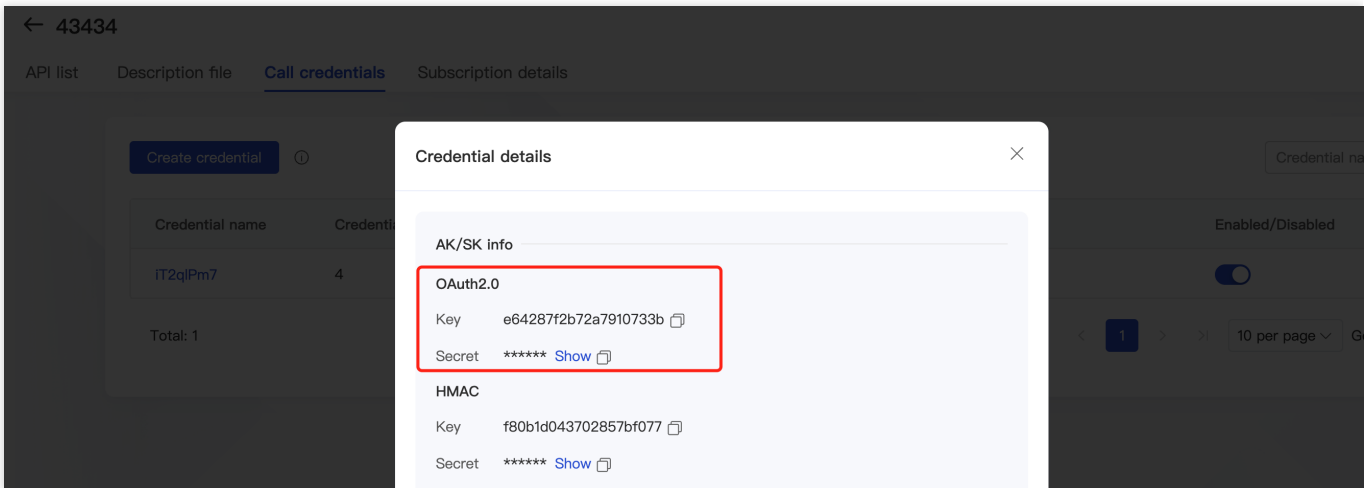 43434
API list Description file Call credentials Subscription details
Create credential
Credential details
Credential na
Credential name Credentia Enabled/Disabled
AK/SK info
iT2qlPm7 4
OAuth2.0
Key e64287f2b72a7910733b
Total: 1
1 10 per page Go
Secret ****** Show
HMAC
Key f80b1d043702857bf077
Secret ****** Show